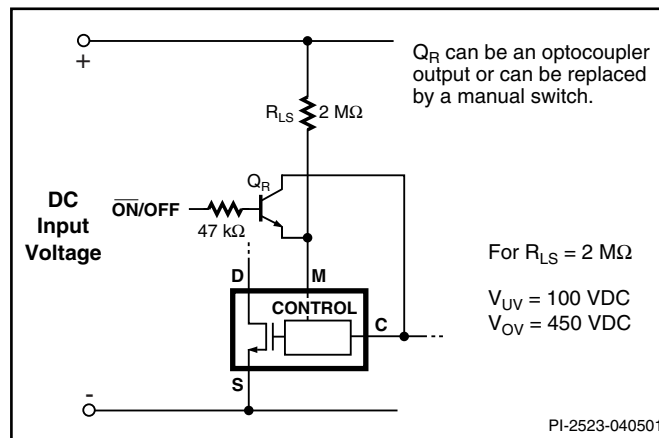 +
Q_R can be an optocoupler
output or can be replaced
by a manual switch.
R_LS
2 MΩ
Q_R
DC
Input
Voltage
O̅N̅/OFF
47 kΩ
For R_LS = 2 MΩ
V_UV = 100 VDC
V_OV = 450 VDC
D
M
CONTROL
C
S
-
PI-2523-040501